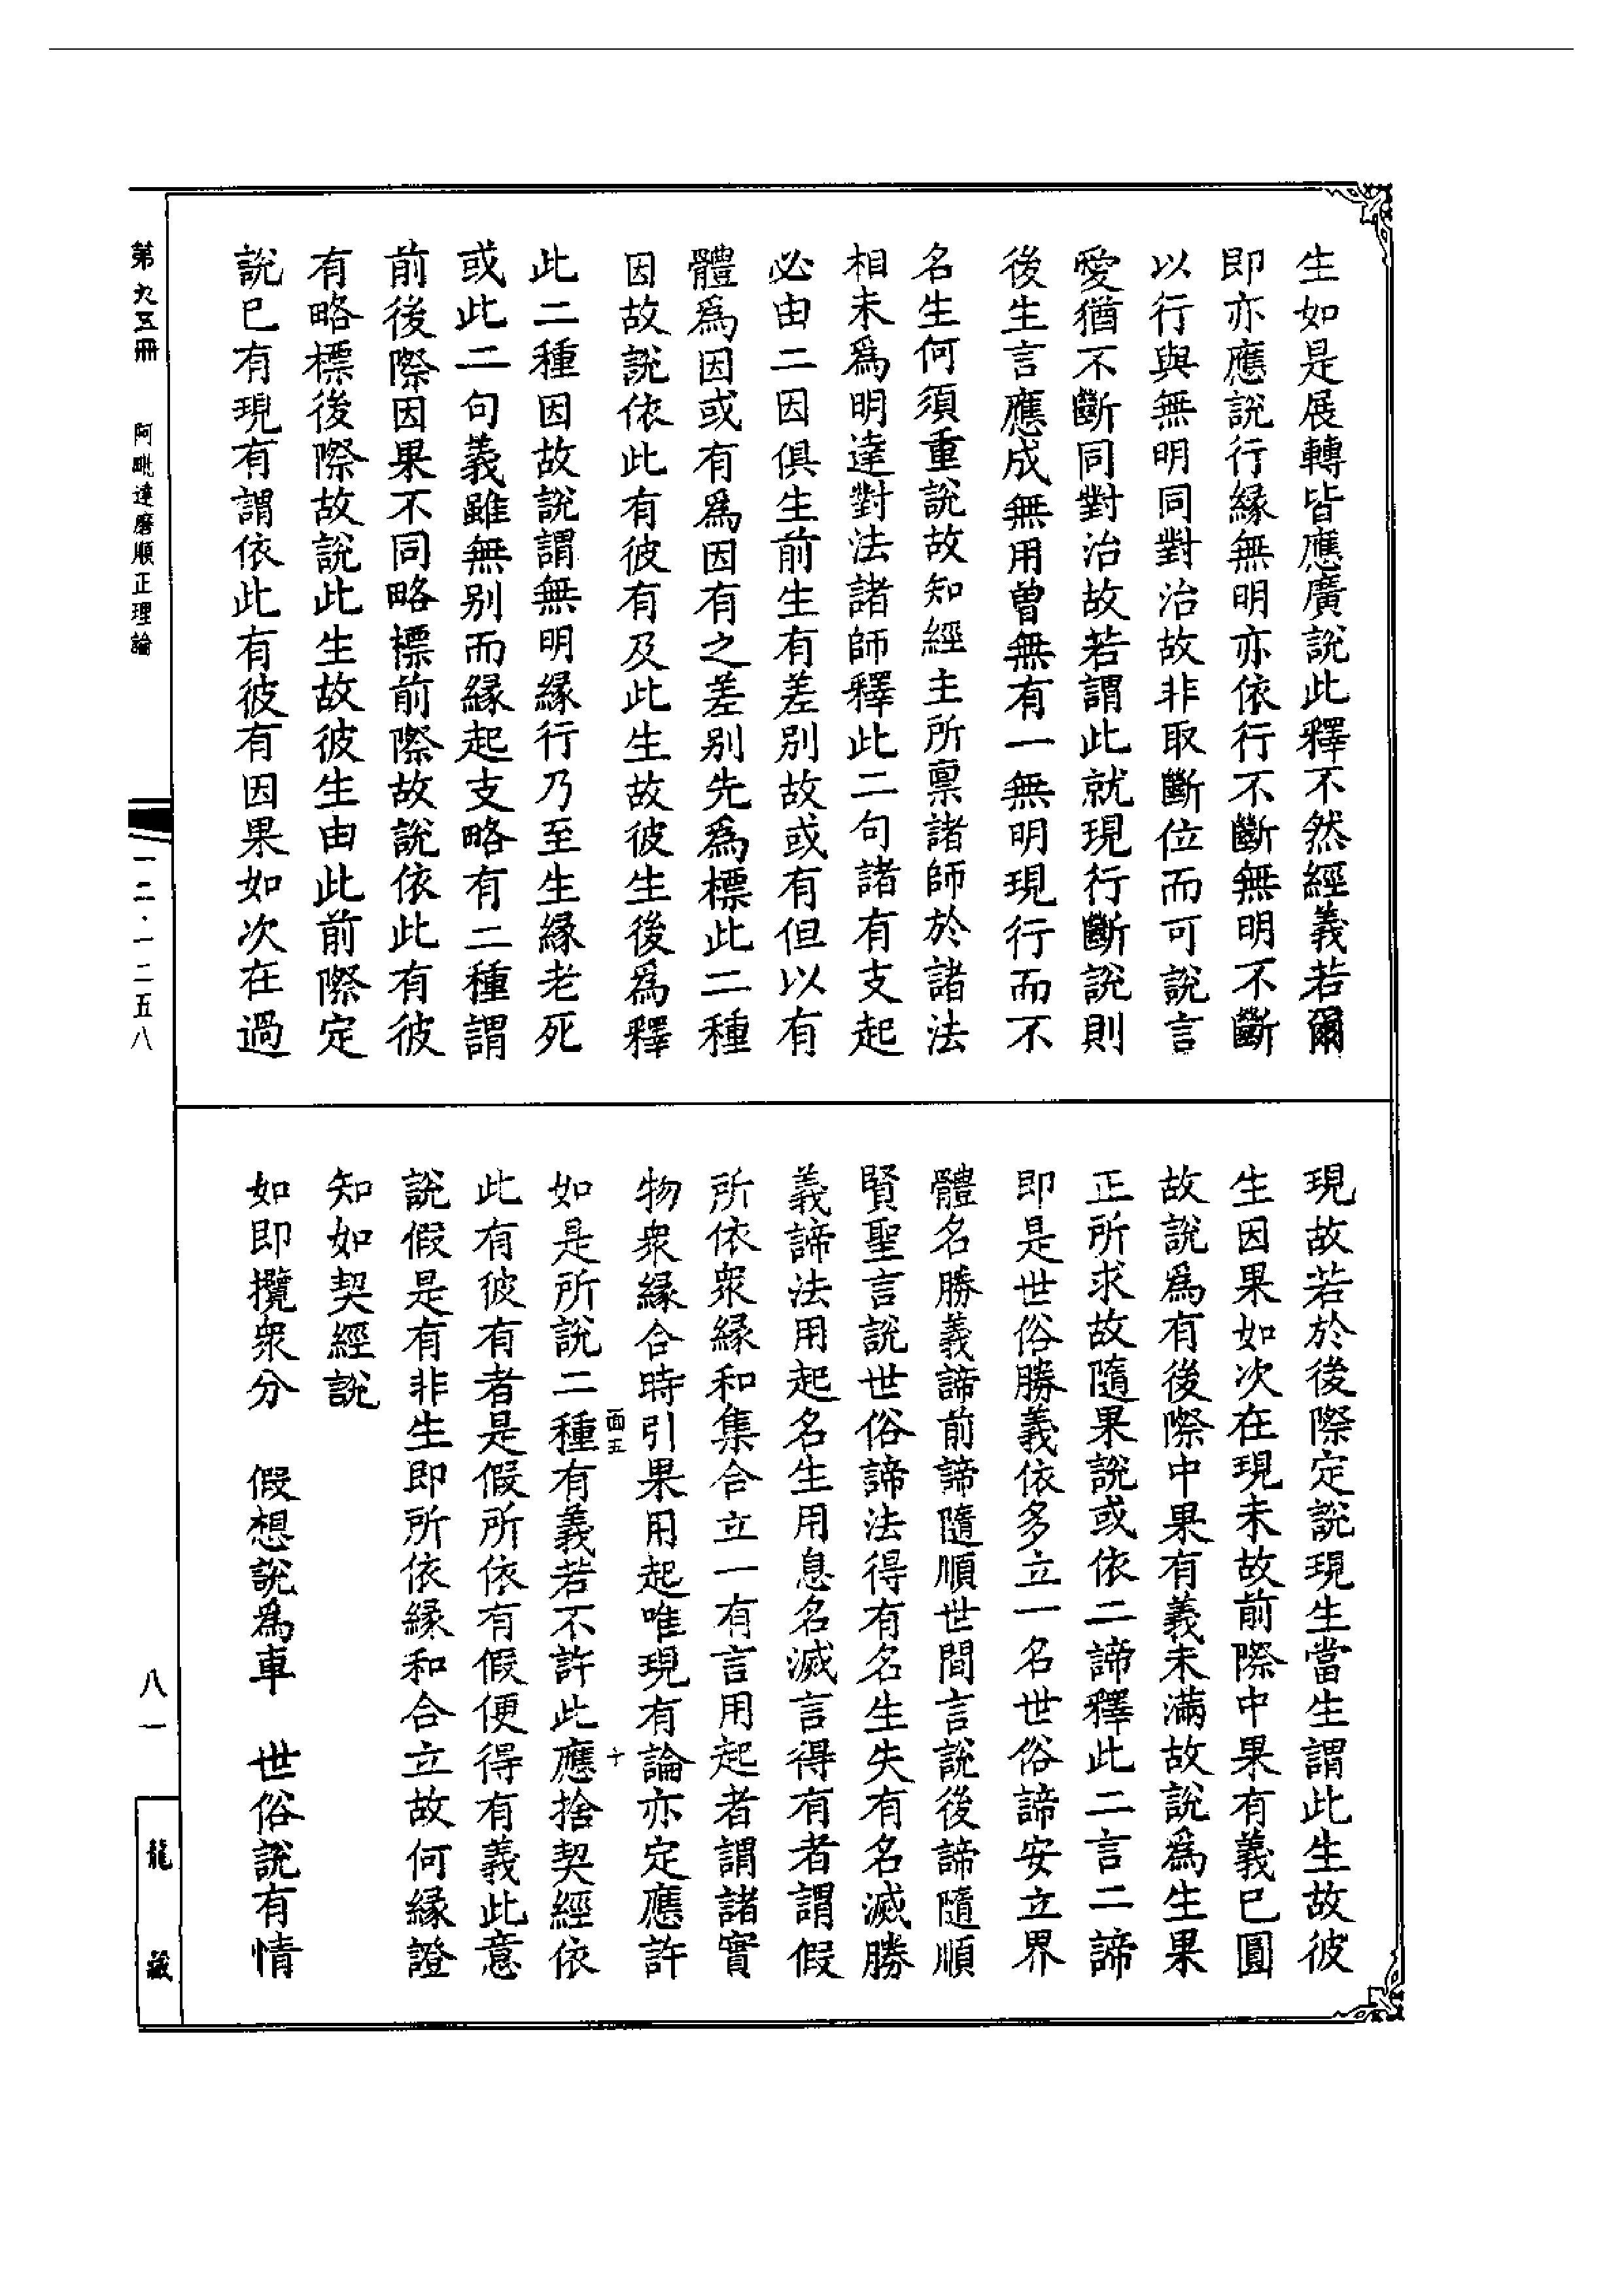 生如是展轉皆應廣說此釋不然經義若爾
即亦應說行緣無明亦依行不斷無明不斷
以行與無明同對治故非取斷位而可說言
愛猶不斷同對治故若謂此就現行斷說則
後生言應成無用曾無有一無明現行而不
名生何須重說故知經主所稟諸師於諸法
相未爲明達對法諸師釋此二句諸有支起
必由二因俱生前生有差別故或有但以有
體爲因或有爲因有之差別先爲標此二種
因故說依此有彼有及此生故彼生後爲釋
此二種因故說謂無明緣行乃至生緣老死
或此二句義雖無別而緣起支略有二種謂
前後際因果不同略標前際故說依此有彼
有略標後際故說此生故彼生由此前際定
說已有現有謂依此有彼有因果如次在過
現故若於後際定說現生當生謂此生故彼
生因果如次在現未故前際中果有義已圓
故說爲有後際中果有義未滿故說爲生果
正所求故隨果說或依二諦釋此二言二諦
即是世俗勝義依多立一名世俗諦安立界
體名勝義諦前諦隨順世間言說後諦隨順
賢聖言說世俗諦法得有名生失有名滅勝
義諦法用起名生用息名滅言得有者謂假
所依衆緣和集合立一有言用起者謂諸實
物衆緣合時引果用起唯現有論亦定應許
面五　十
如是所說二種有義若不許此應捨契經依
此有彼有者是假所依有假便得有義此意
說假是有非生即所依緣和合立故何緣證
知如契經說
如即攬衆分　假想說爲車　世俗說有情
第九五冊　阿毗達磨順正理論　一二·一二五八　八一　龍藏